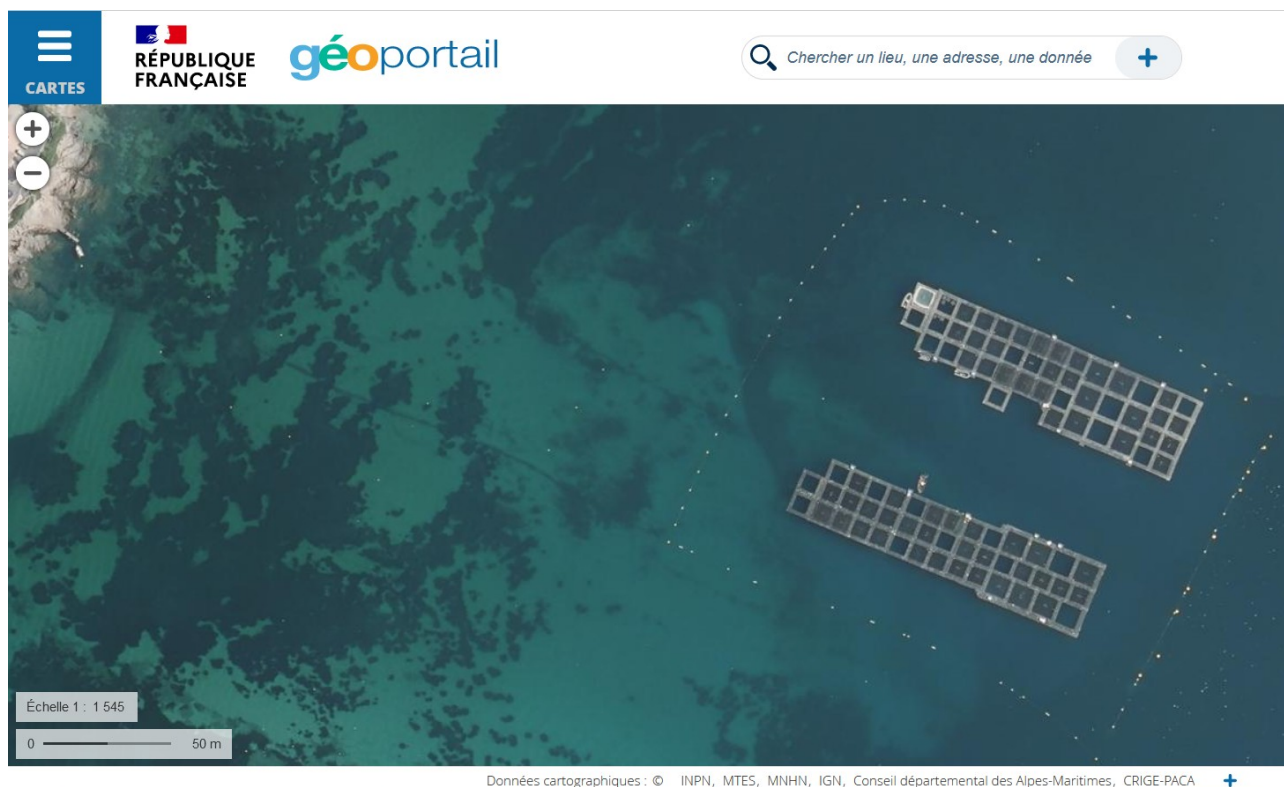 CARTES
RÉPUBLIQUE
FRANÇAISE
géoportail
Chercher un lieu, une adresse, une donnée
+
+
−
Échelle 1 : 1 545
0 50 m
Données cartographiques : © INPN, MTES, MNHN, IGN, Conseil départemental des Alpes-Maritimes, CRIGE-PACA +